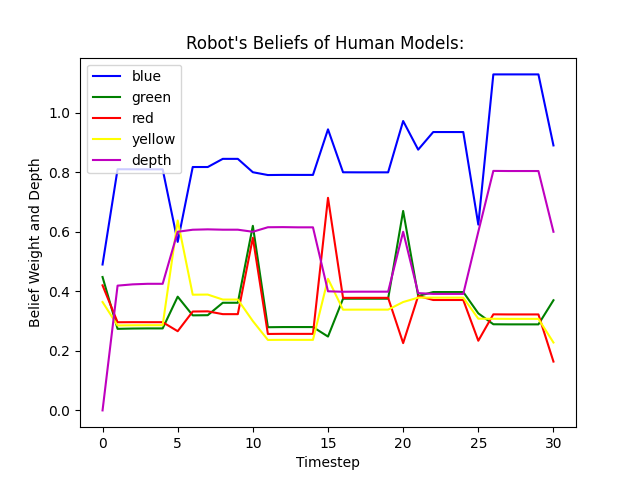 Robot's Beliefs of Human Models:
blue
green
red
yellow
depth
1.0
0.8
0.6
0.4
0.2
0.0
Belief Weight and Depth
0 5 10 15 20 25 30
Timestep